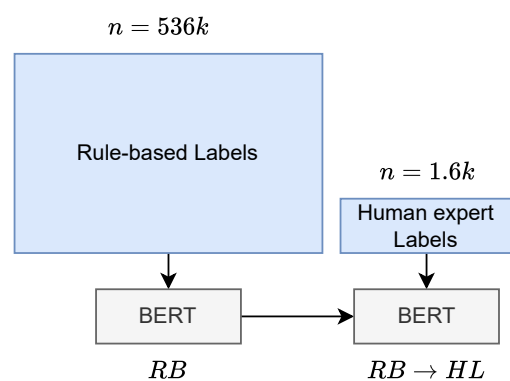 n = 536k
Rule-based Labels
n = 1.6k
Human expert
Labels
BERT
BERT
RB
RB → HL